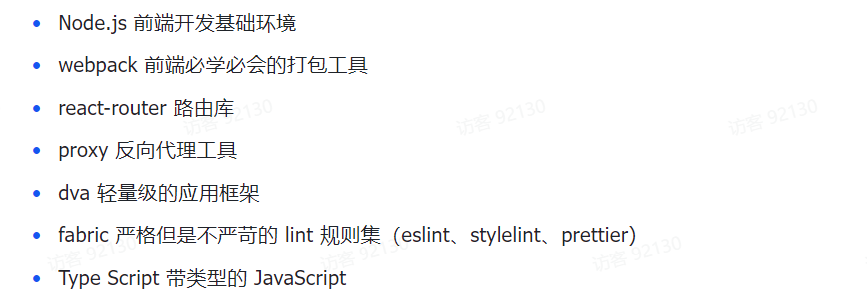 Node.js 前端开发基础环境
webpack 前端必学必会的打包工具
react-router 路由库
访客 92130
访客 92130
访客 92130
proxy 反向代理工具
dva 轻量级的应用框架
fabric 严格但是不严苛的 lint 规则集（eslint、stylelint、prettier)
访客 92130
访客 92130
访客 92130
Type Script 带类型的 JavaScript